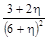 3 + 2η
(6 + η)²